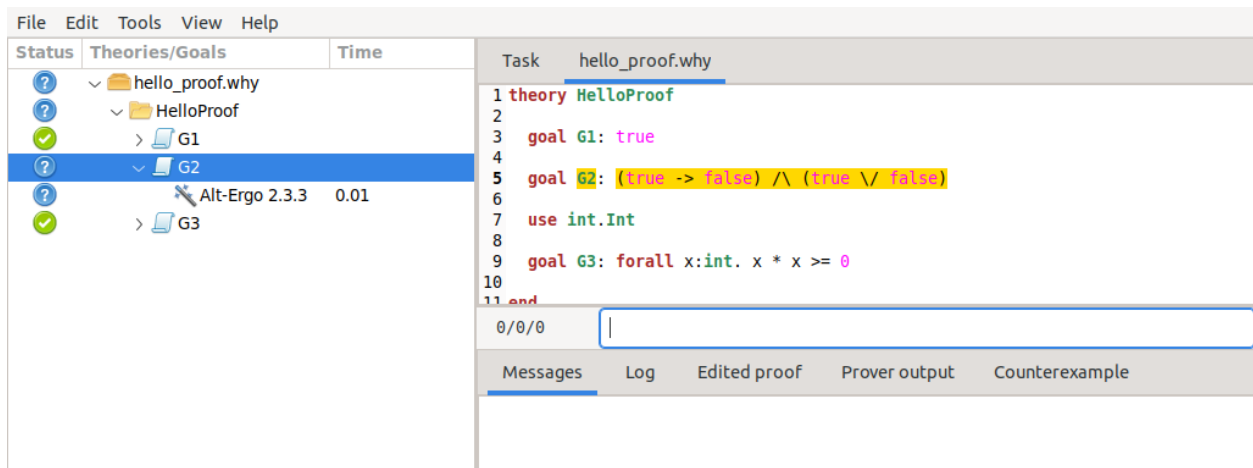 File Edit Tools View Help
Status Theories/Goals Time
hello_proof.why
HelloProof
G1
G2
Alt-Ergo 2.3.3 0.01
G3
Task hello_proof.why
1 theory HelloProof
2
3 goal G1: true
4
5 goal G2: (true -> false) /\ (true \/ false)
6
7 use int.Int
8
9 goal G3: forall x:int. x * x >= 0
10
11 end
0/0/0
Messages Log Edited proof Prover output Counterexample